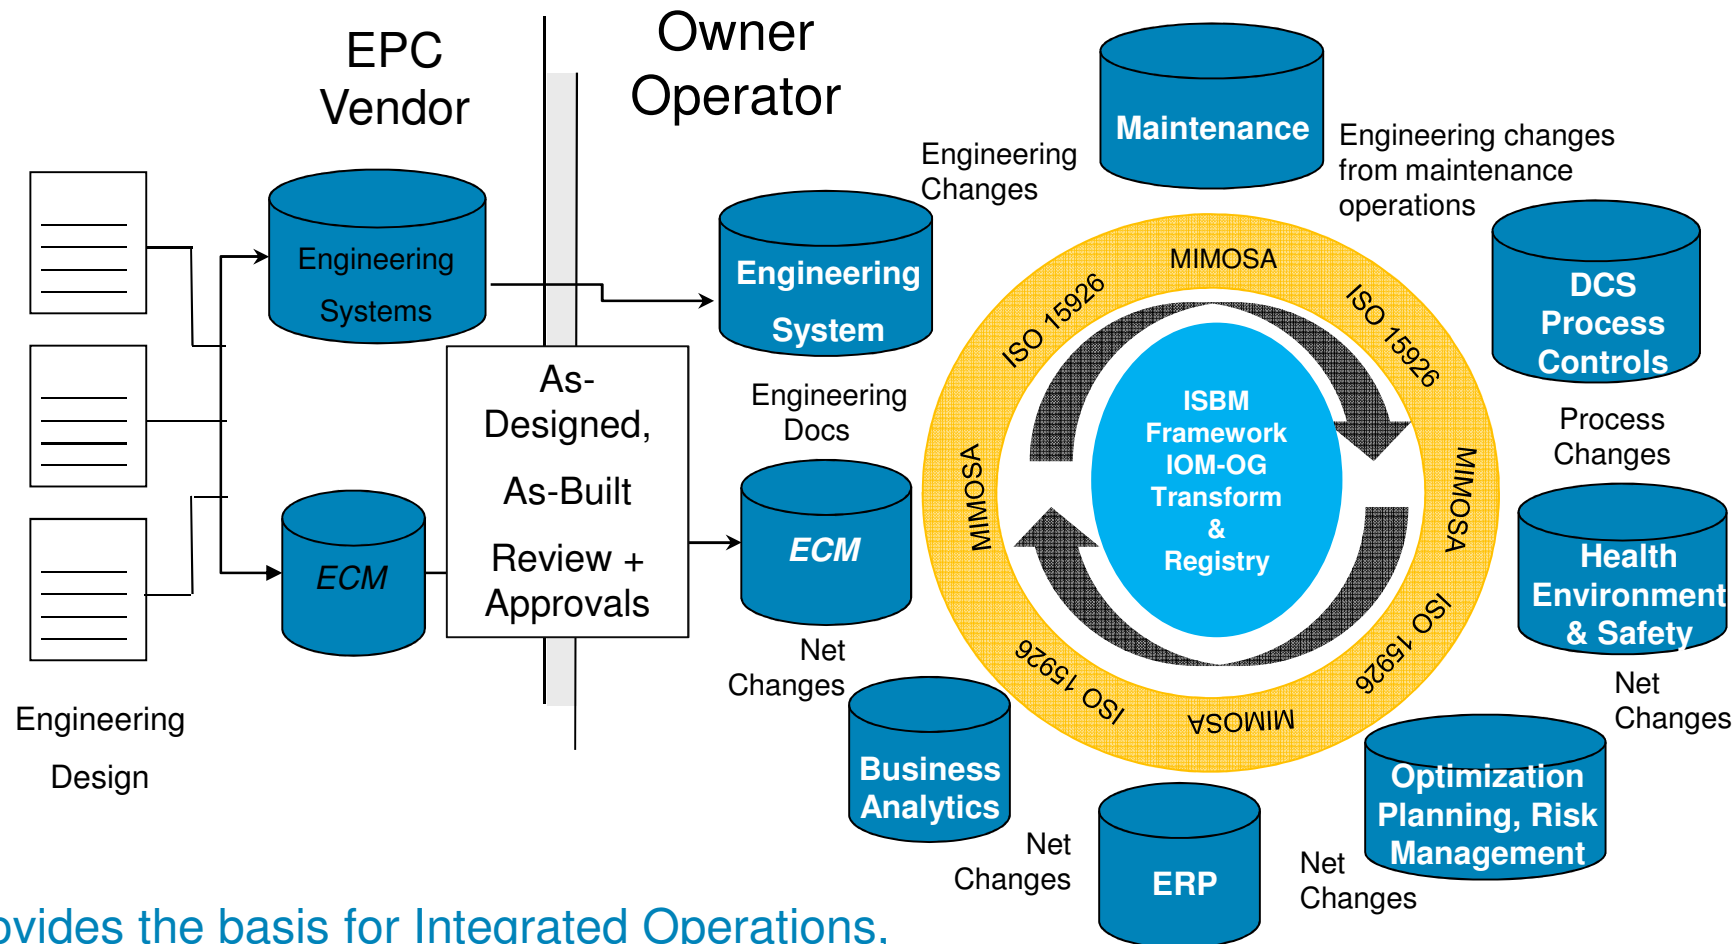 EPC
Vendor
Owner
Operator
Engineering
Systems
ECM
Engineering
Design
As-
Designed,
As-Built
Review +
Approvals
Engineering
System
Engineering
Docs
ECM
Net
Changes
Engineering
Changes
Maintenance
Engineering changes
from maintenance
operations
DCS
Process
Controls
Process
Changes
Health
Environment
& Safety
Net
Changes
Optimization
Planning, Risk
Management
Net
Changes
ERP
Net
Changes
Business
Analytics
MIMOSA
ISO 15926
MIMOSA
ISO 15926
MIMOSA
ISO 15926
MIMOSA
ISO 15926
ISBM
Framework
IOM-OG
Transform
&
Registry
ovides the basis for Integrated Operations,